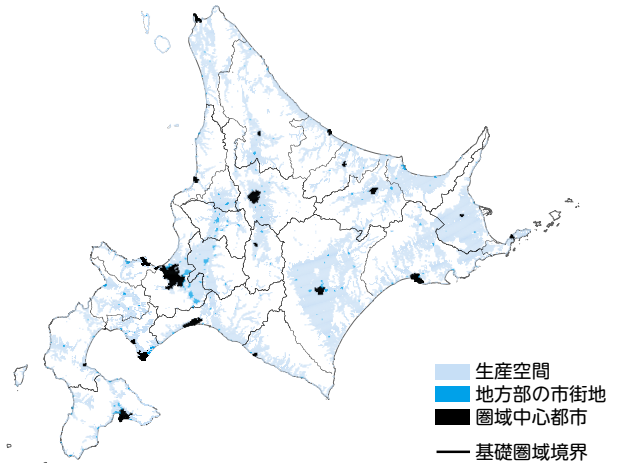 生産空間
地方部の市街地
圏域中心都市
基礎圏域境界